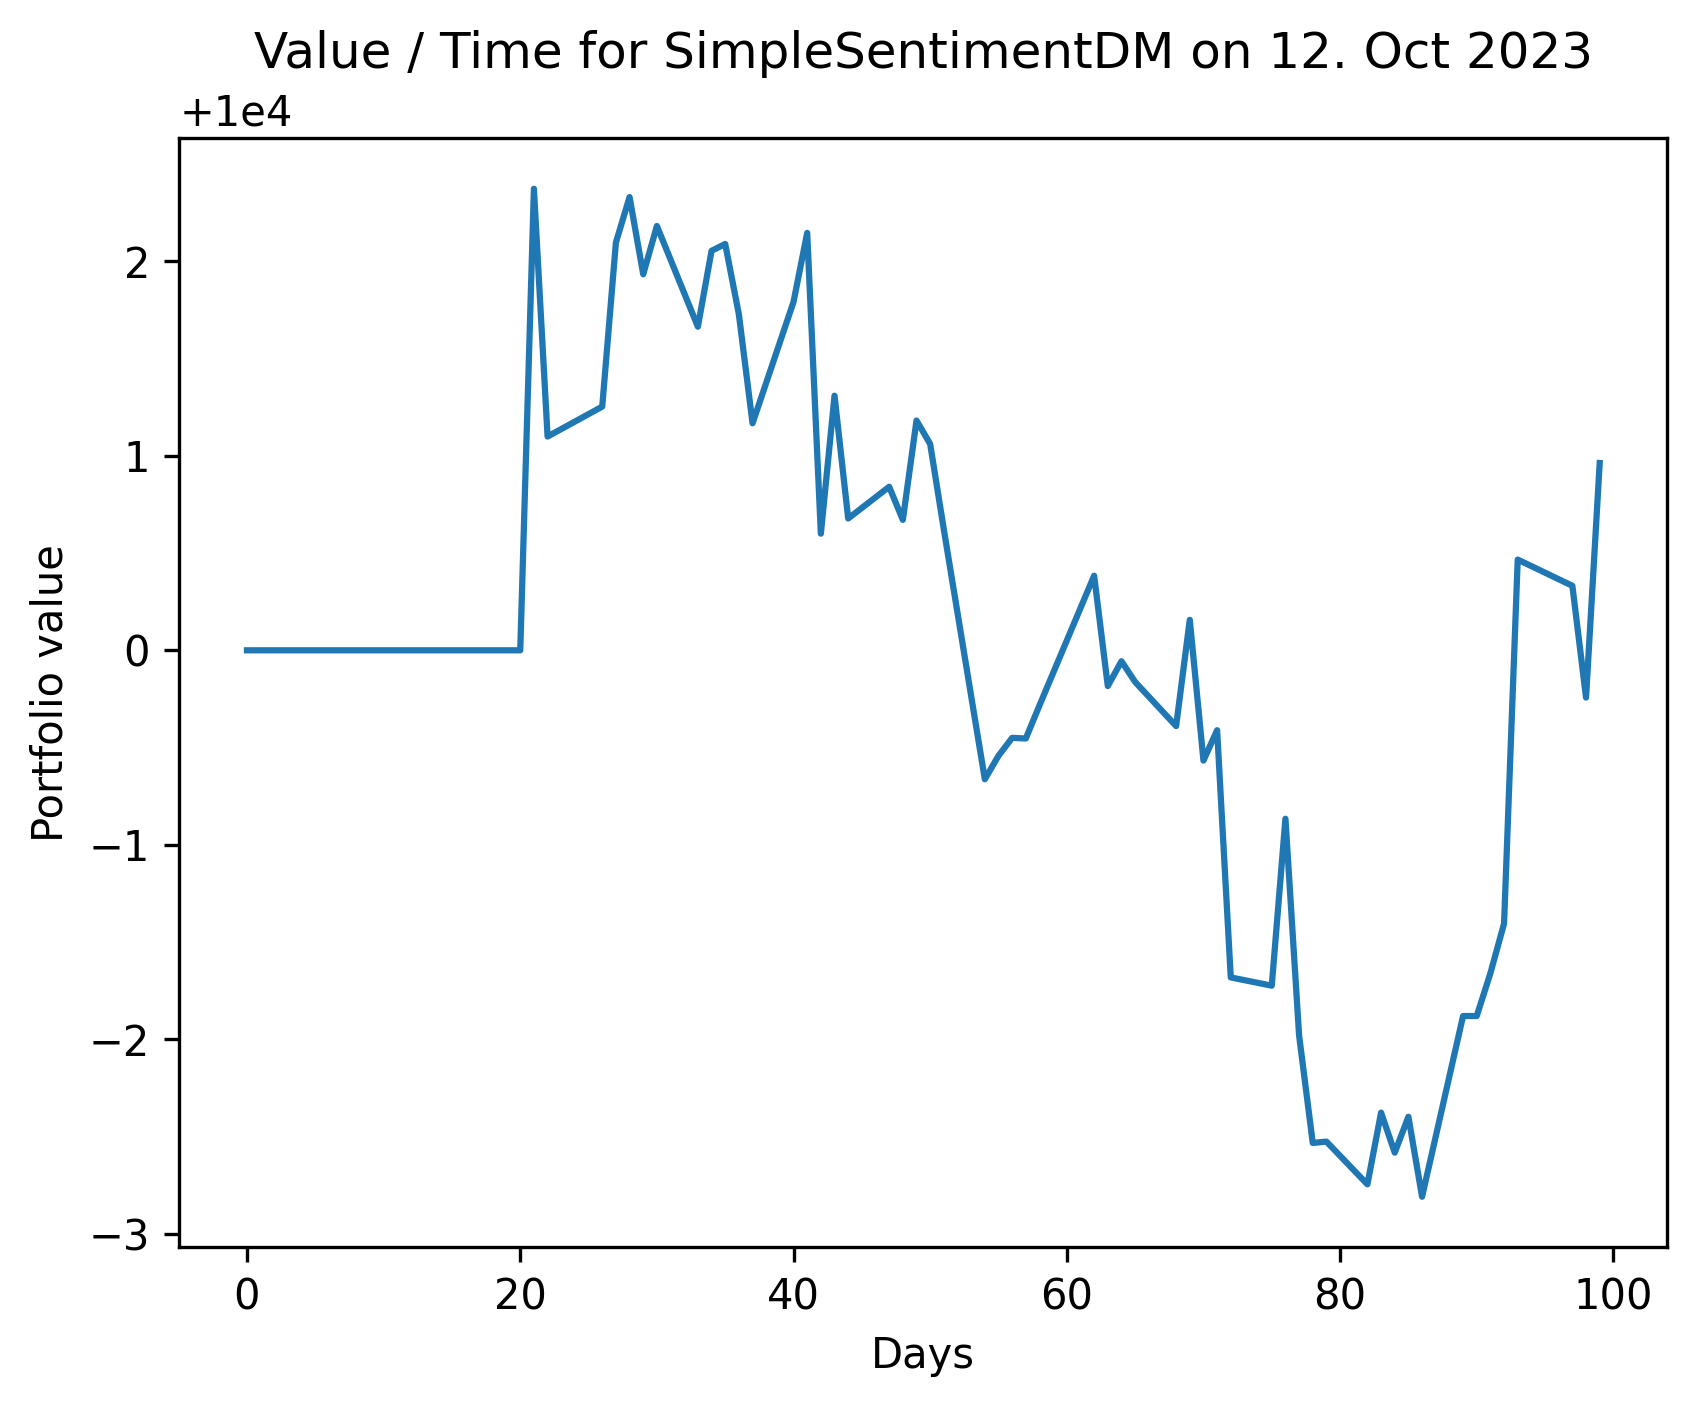 Value / Time for SimpleSentimentDM on 12. Oct 2023
+1e4
2
1
0
−1
−2
−3
Portfolio value
0 20 40 60 80 100
Days